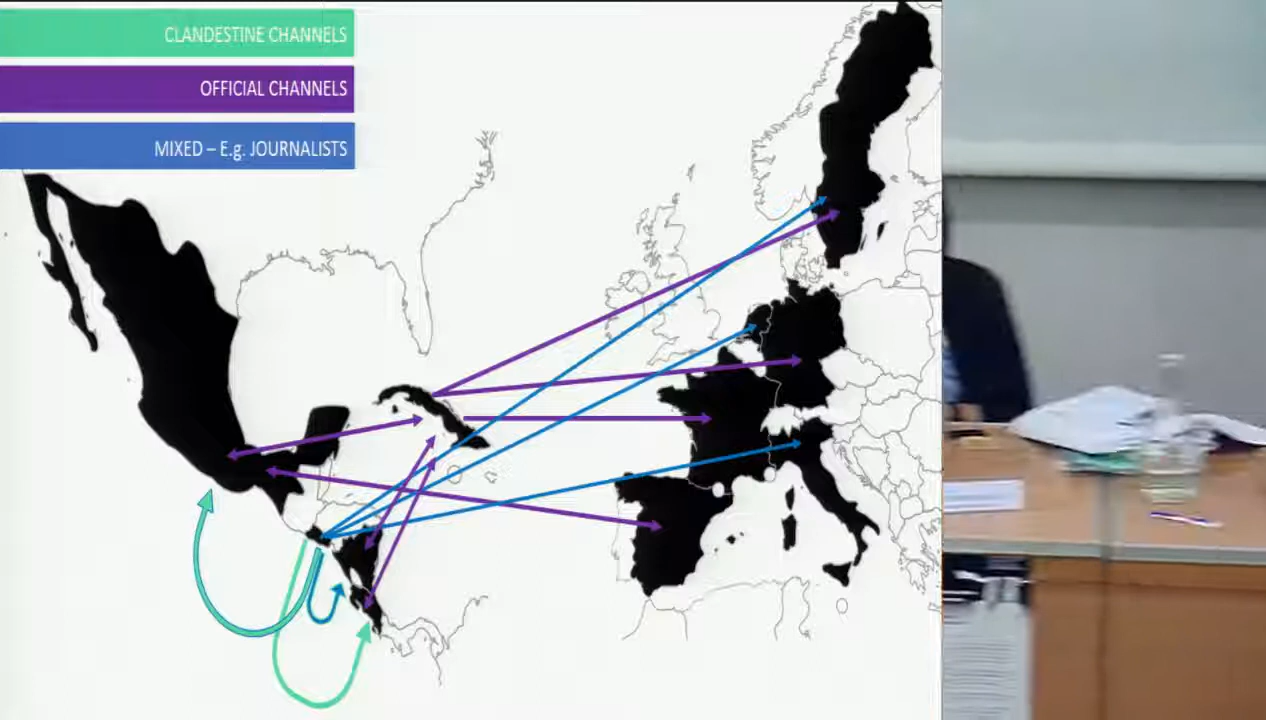 CLANDESTINE CHANNELS
OFFICIAL CHANNELS
MIXED – E.g. JOURNALISTS